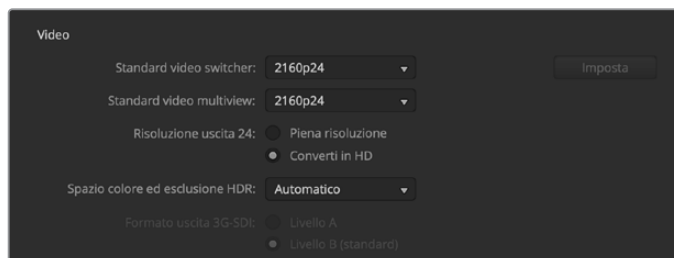 Video
Standard video switcher: 2160p24 Imposta
Standard video multiview: 2160p24
Risoluzione uscita 24: Piena risoluzione
Converti in HD
Spazio colore ed esclusione HDR: Automatico
Formato uscita 3G-SDI: Livello A
Livello B (standard)